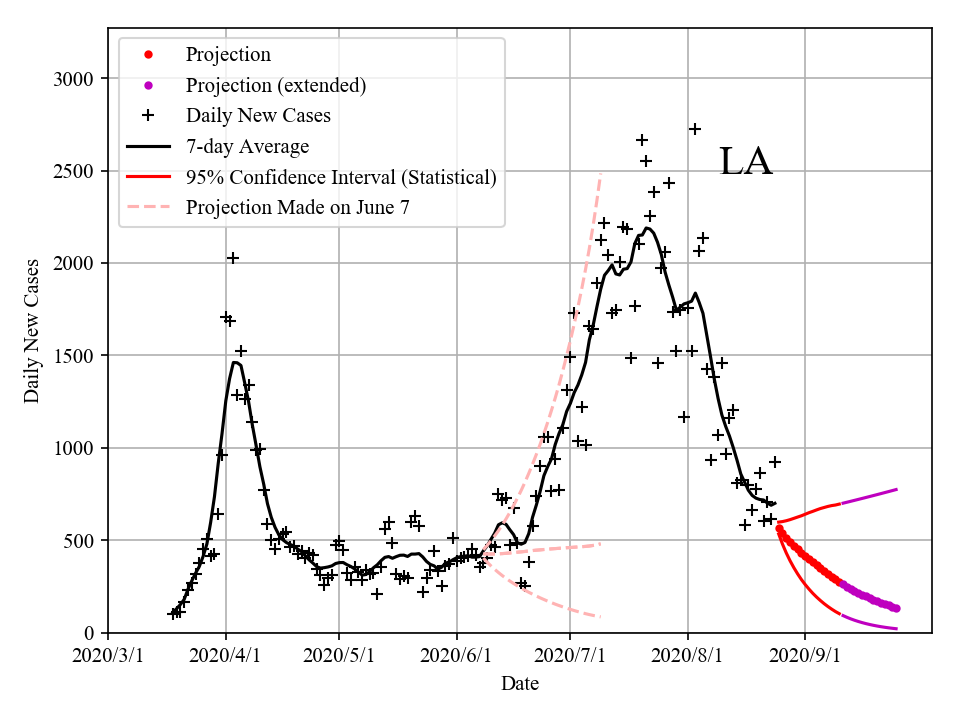 Projection
Projection (extended)
Daily New Cases
7-day Average
95% Confidence Interval (Statistical)
Projection Made on June 7
LA
3000
2500
2000
1500
1000
500
0
Daily New Cases
2020/3/1 2020/4/1 2020/5/1 2020/6/1 2020/7/1 2020/8/1 2020/9/1
Date